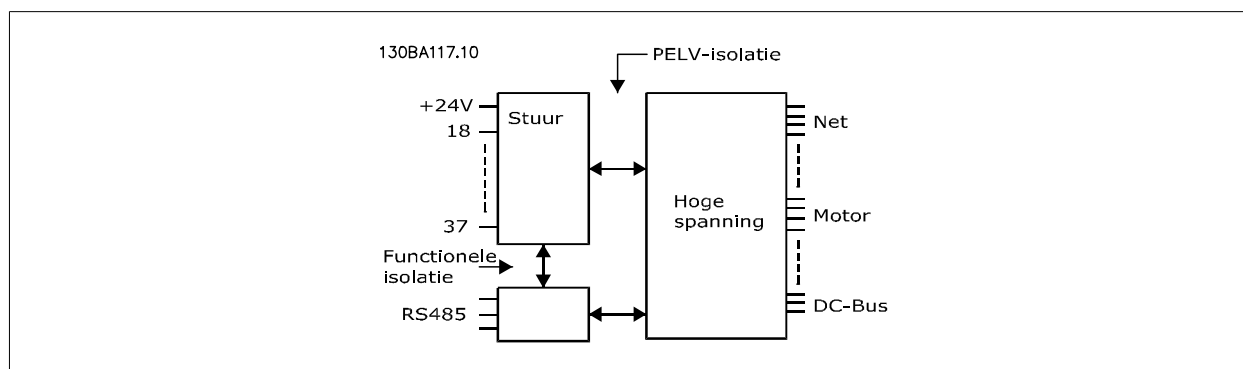 130BA117.10
PELV-isolatie
+24V
Stuur
18
37
Functionele
isolatie
RS485
Hoge
spanning
Net
Motor
DC-Bus